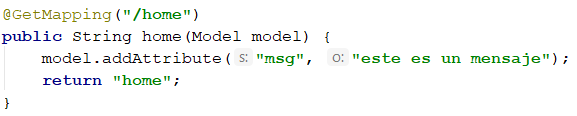 @GetMapping("/home")
public String home(Model model) {
    model.addAttribute( s: "msg", o: "este es un mensaje");
    return "home";
}